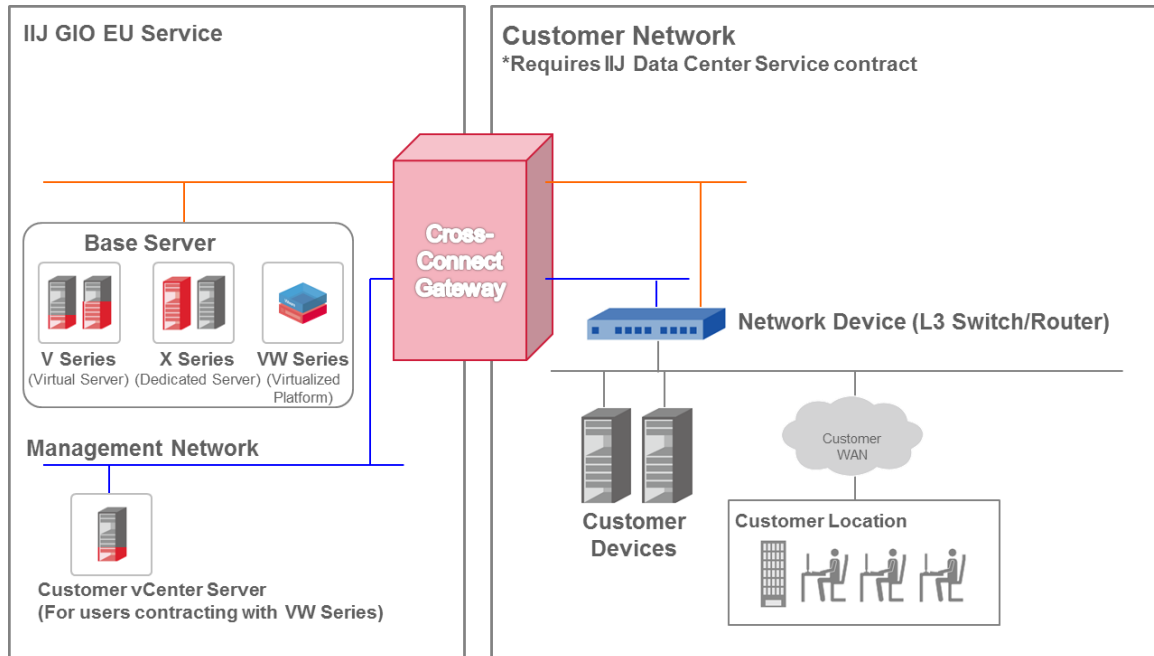 IIJ GIO EU Service
Customer Network
*Requires IIJ Data Center Service contract
Cross-
Connect
Gateway
Base Server
V Series
(Virtual Server)
X Series
(Dedicated Server)
VW Series
(Virtualized
Platform)
Network Device (L3 Switch/Router)
Management Network
Customer
WAN
Customer
Devices
Customer Location
Customer vCenter Server
(For users contracting with VW Series)